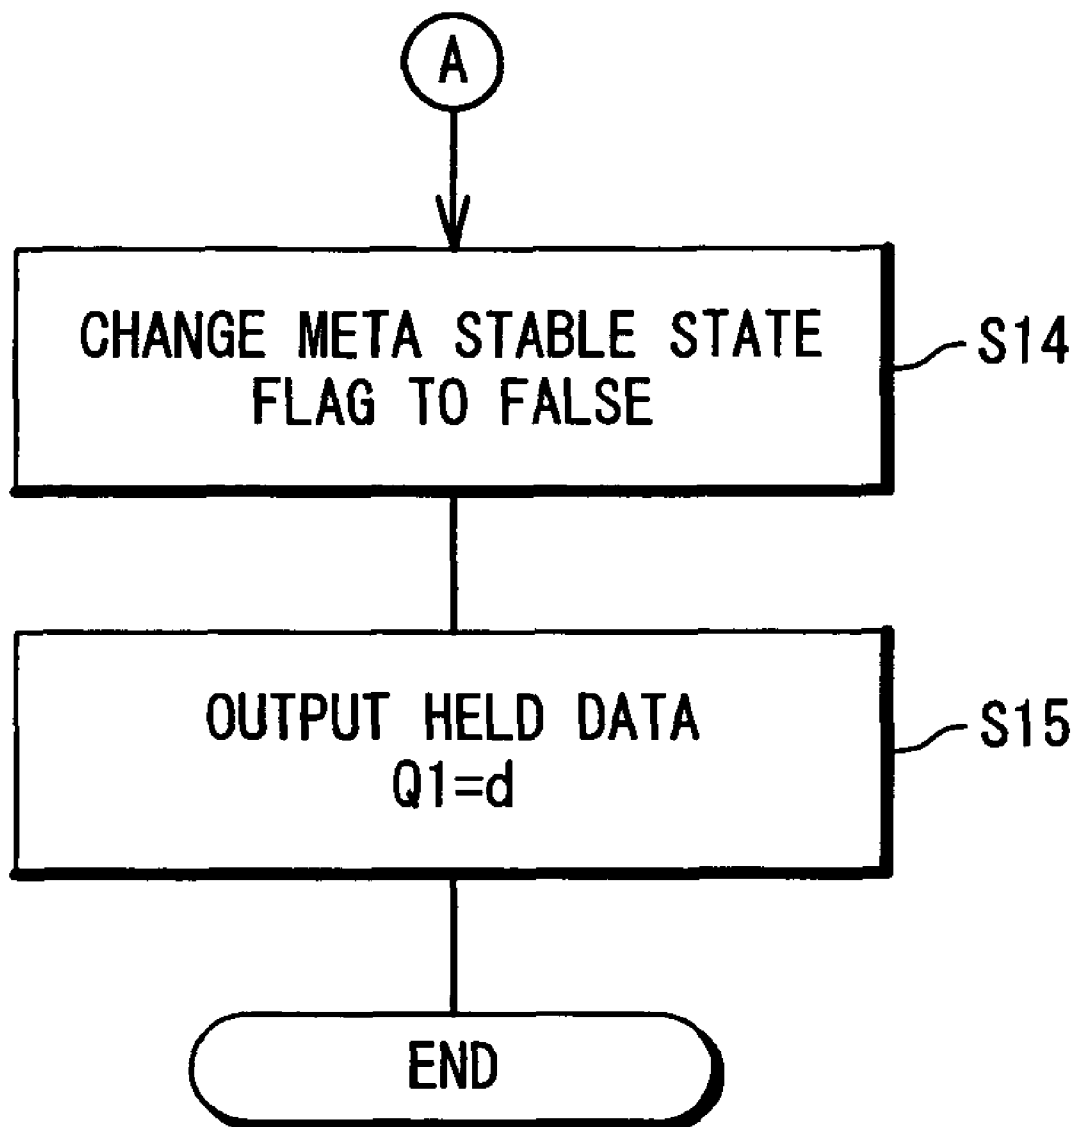 A
CHANGE META STABLE STATE
FLAG TO FALSE
S14
OUTPUT HELD DATA
Q1=d
S15
END